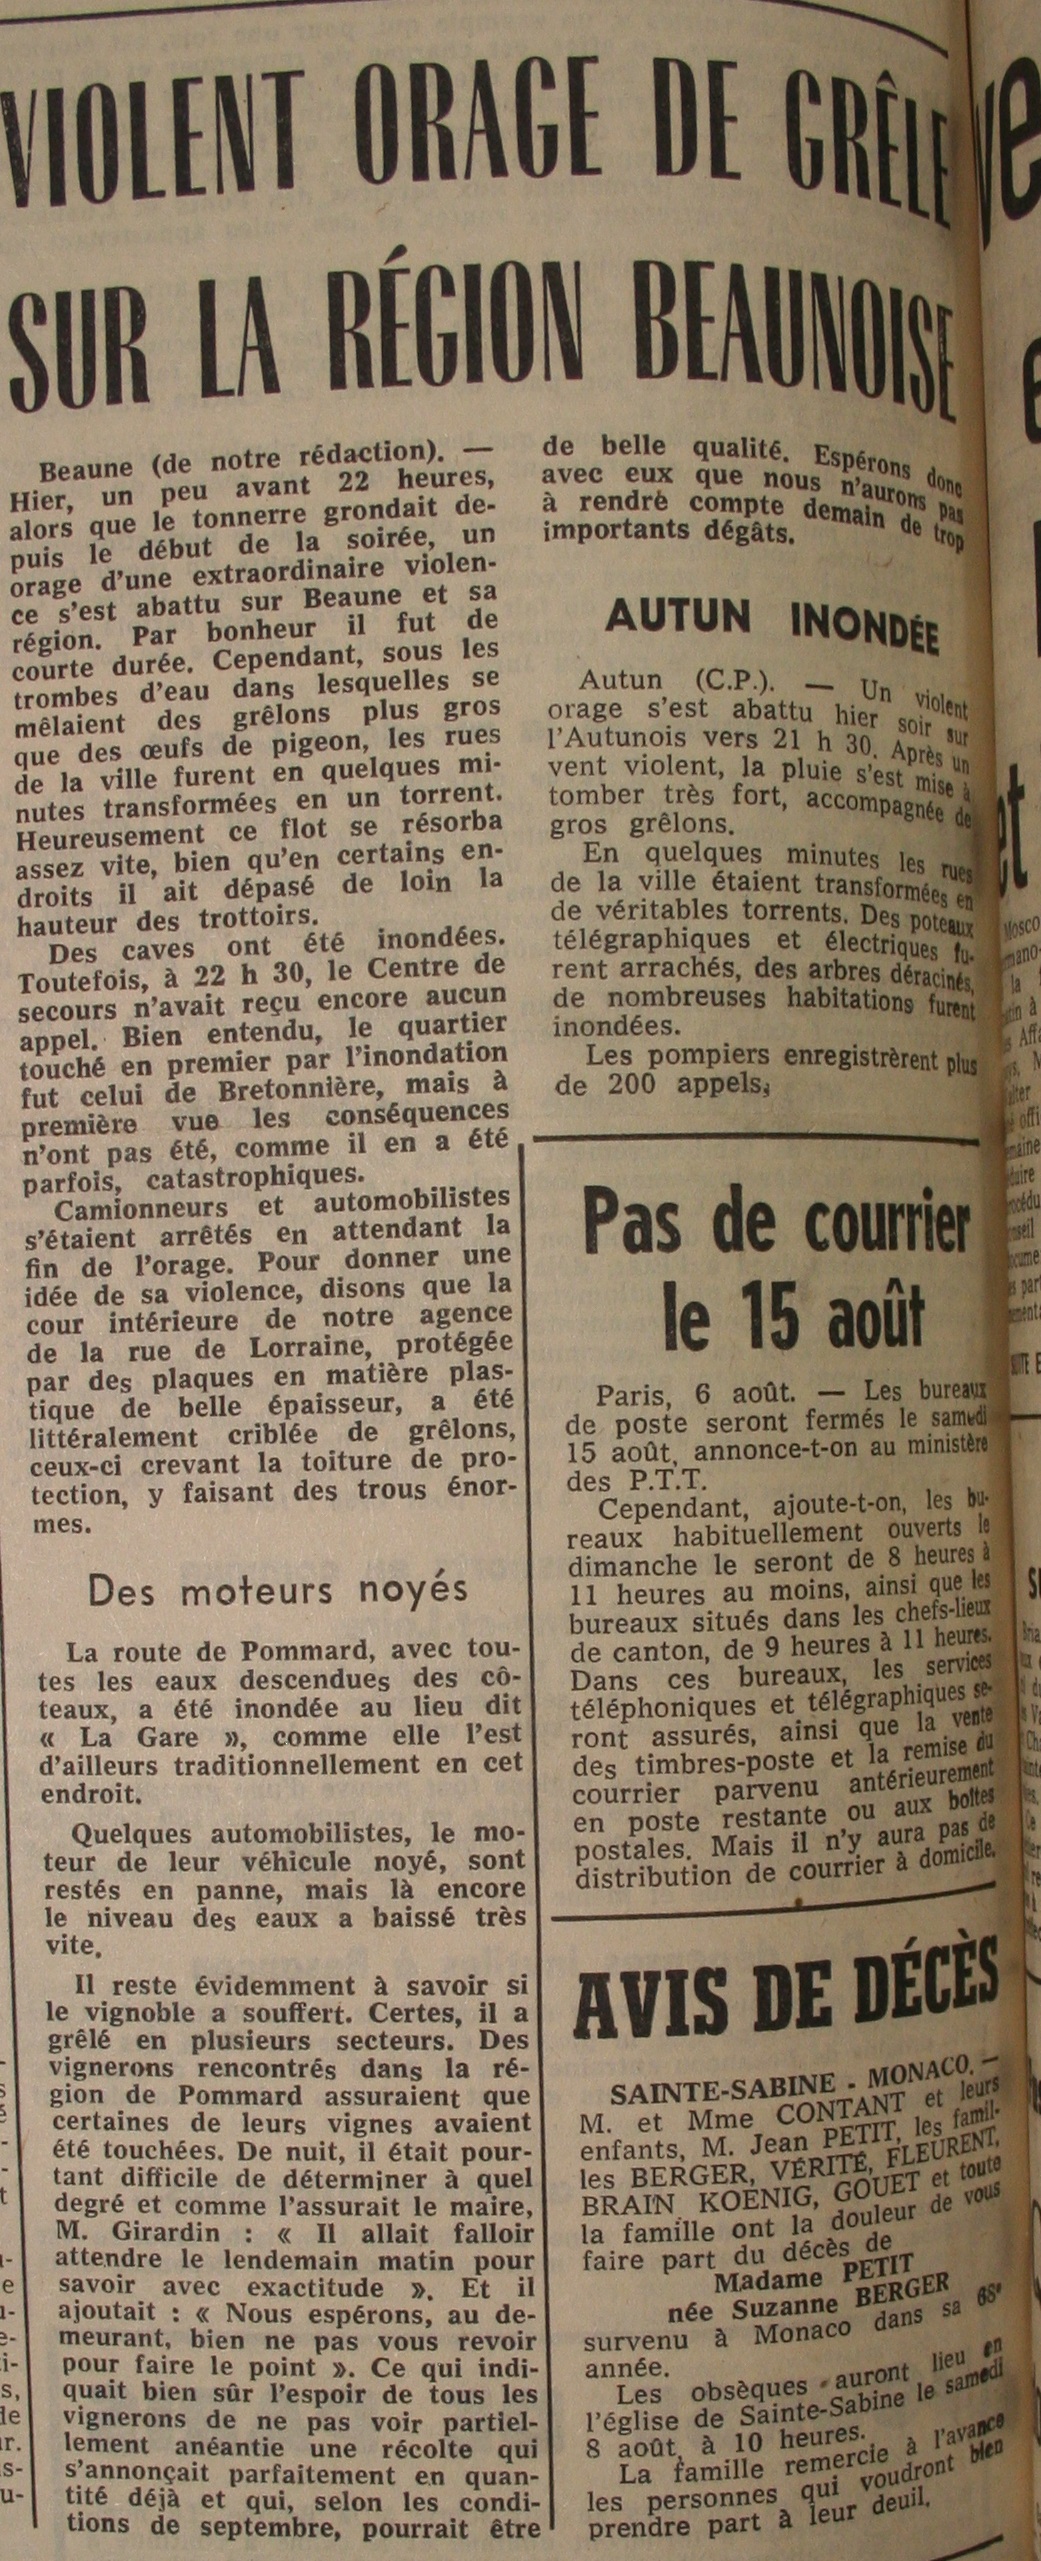 VIOLENT ORAGE DE GRÊLE
SUR LA RÉGION BEAUNOISE
Beaune (de notre rédaction). —
Hier, un peu avant 22 heures,
alors que le tonnerre grondait de-
puis le début de la soirée, un
orage d'une extraordinaire violen-
ce s'est abattu sur Beaune et sa
région. Par bonheur il fut de
courte durée. Cependant, sous les
trombes d'eau dans lesquelles se
mêlaient des grêlons plus gros
que des œufs de pigeon, les rues
de la ville furent en quelques mi-
nutes transformées en un torrent.
Heureusement ce flot se résorba
assez vite, bien qu'en certains en-
droits il ait dépasé de loin la
hauteur des trottoirs.
Des caves ont été inondées.
Toutefois, à 22 h 30, le Centre de
secours n'avait reçu encore aucun
appel. Bien entendu, le quartier
touché en premier par l'inondation
fut celui de Bretonnière, mais à
première vue les conséquences
n'ont pas été, comme il en a été
parfois, catastrophiques.
Camionneurs et automobilistes
s'étaient arrêtés en attendant la
fin de l'orage. Pour donner une
idée de sa violence, disons que la
cour intérieure de notre agence
de la rue de Lorraine, protégée
par des plaques en matière plas-
tique de belle épaisseur, a été
littéralement criblée de grêlons,
ceux-ci crevant la toiture de pro-
tection, y faisant des trous énor-
mes.
Des moteurs noyés
La route de Pommard, avec tou-
tes les eaux descendues des cô-
teaux, a été inondée au lieu dit
« La Gare », comme elle l'est
d'ailleurs traditionnellement en cet
endroit.
Quelques automobilistes, le mo-
teur de leur véhicule noyé, sont
restés en panne, mais là encore
le niveau des eaux a baissé très
vite.
Il reste évidemment à savoir si
le vignoble a souffert. Certes, il a
grêlé en plusieurs secteurs. Des
vignerons rencontrés dans la ré-
gion de Pommard assuraient que
certaines de leurs vignes avaient
été touchées. De nuit, il était pour-
tant difficile de déterminer à quel
degré et comme l'assurait le maire,
M. Girardin : « Il allait falloir
attendre le lendemain matin pour
savoir avec exactitude ». Et il
ajoutait : « Nous espérons, au de-
meurant, bien ne pas vous revoir
pour faire le point ». Ce qui indi-
quait bien sûr l'espoir de tous les
vignerons de ne pas voir partiel-
lement anéantie une récolte qui
s'annonçait parfaitement en quan-
tité déjà et qui, selon les condi-
tions de septembre, pourrait être
de belle qualité. Espérons donc
avec eux que nous n'aurons pas
à rendre compte demain de trop
importants dégâts.
AUTUN INONDÉE
Autun (C.P.). — Un violent
orage s'est abattu hier soir sur
l'Autunois vers 21 h 30. Après un
vent violent, la pluie s'est mise à
tomber très fort, accompagnée de
gros grêlons.
En quelques minutes les rues
de la ville étaient transformées en
de véritables torrents. Des poteaux
télégraphiques et électriques fu-
rent arrachés, des arbres déracinés,
de nombreuses habitations furent
inondées.
Les pompiers enregistrèrent plus
de 200 appels.
Pas de courrier
le 15 août
Paris, 6 août. — Les bureaux
de poste seront fermés le samedi
15 août, annonce-t-on au ministère
des P.T.T.
Cependant, ajoute-t-on, les bu-
reaux habituellement ouverts le
dimanche le seront de 8 heures à
11 heures au moins, ainsi que les
bureaux situés dans les chefs-lieux
de canton, de 9 heures à 11 heures.
Dans ces bureaux, les services
téléphoniques et télégraphiques se-
ront assurés, ainsi que la vente
des timbres-poste et la remise du
courrier parvenu antérieurement
en poste restante ou aux boîtes
postales. Mais il n'y aura pas de
distribution de courrier à domicile.
AVIS DE DÉCÈS
SAINTE-SABINE - MONACO. —
M. et Mme CONTANT et leurs
enfants, M. Jean PETIT, les famil-
les BERGER, VÉRITÉ, FLEURENT,
BRAIN KOENIG, GOUET et toute
la famille ont la douleur de vous
faire part du décès de
Madame PETIT
née Suzanne BERGER
survenu à Monaco dans sa 68e
année.
Les obsèques auront lieu en
l'église de Sainte-Sabine le samedi
8 août, à 10 heures.
La famille remercie à l'avance
les personnes qui voudront bien
prendre part à leur deuil.